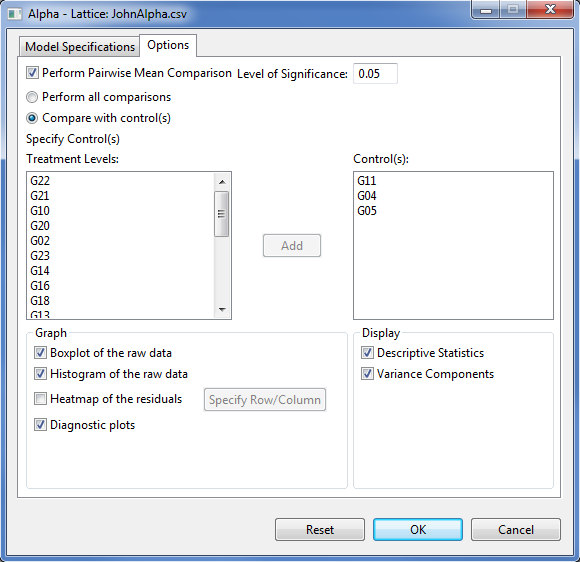 Alpha - Lattice: JohnAlpha.csv
Model Specifications Options
Perform Pairwise Mean Comparison Level of Significance: 0.05
Perform all comparisons
Compare with control(s)
Specify Control(s)
Treatment Levels: Control(s):
G22 G11
G21 G04
G10 G05
G20
G02
G23
Add
G14
G16
G18
G13
Graph Display
Boxplot of the raw data Descriptive Statistics
Histogram of the raw data Variance Components
Heatmap of the residuals Specify Row/Column
Diagnostic plots
Reset OK Cancel